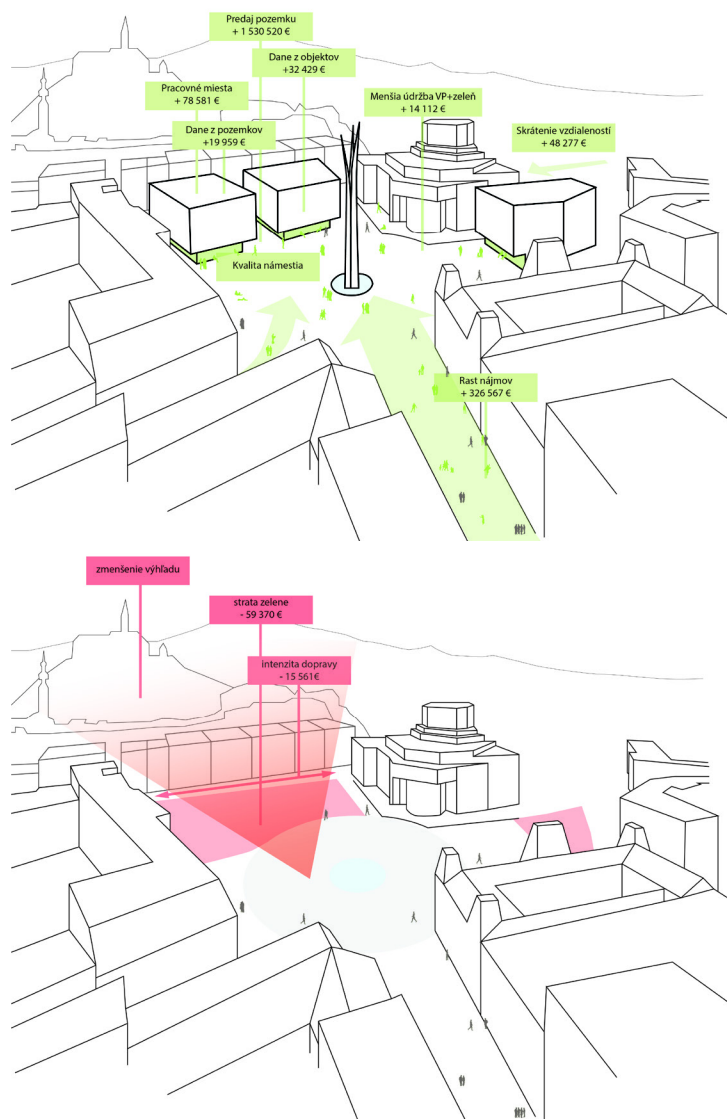 Predaj pozemku
+ 1 530 520 €
Dane z objektov
+32 429 €
Pracovné miesta
+ 78 581 €
Menšia údržba VP+zeleň
+ 14 112 €
Dane z pozemkov
+19 959 €
Skrátenie vzdialeností
+ 48 277 €
Kvalita námestia
Rast nájmov
+ 326 567 €
zmenšenie výhľadu
strata zelene
- 59 370 €
intenzita dopravy
- 15 561€